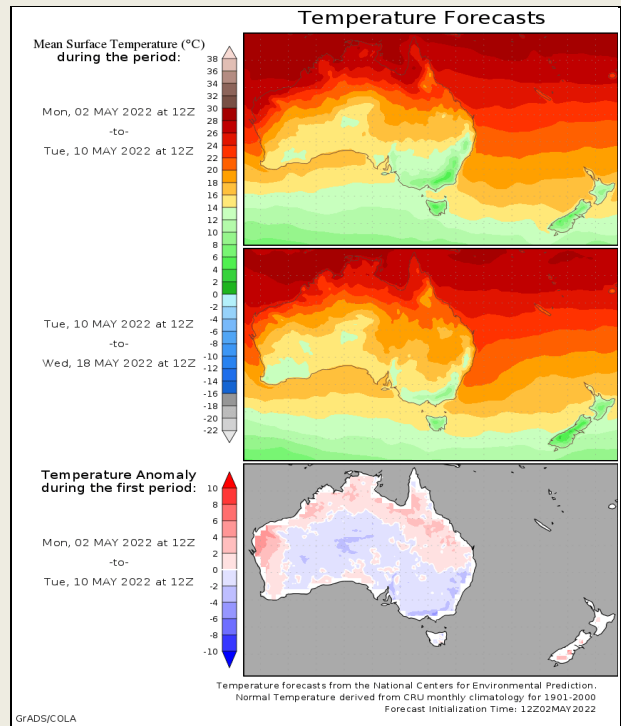 Temperature Forecasts
Mean Surface Temperature (°C)
during the period:
Mon, 02 MAY 2022 at 12Z
-to-
Tue, 10 MAY 2022 at 12Z
38
36
34
32
30
28
26
24
22
20
18
16
14
12
10
8
6
4
2
0
-2
-4
-6
-8
-10
-12
-14
-16
-18
-20
-22
Tue, 10 MAY 2022 at 12Z
-to-
Wed, 18 MAY 2022 at 12Z
Temperature Anomaly
during the first period:
Mon, 02 MAY 2022 at 12Z
-to-
Tue, 10 MAY 2022 at 12Z
10
8
6
4
2
0
-2
-4
-6
-8
-10
Temperature forecasts from the National Centers for Environmental Prediction.
Normal Temperature derived from CRU monthly climatology for 1901-2000
Forecast Initialization Time: 12Z02MAY2022
GrADS/COLA